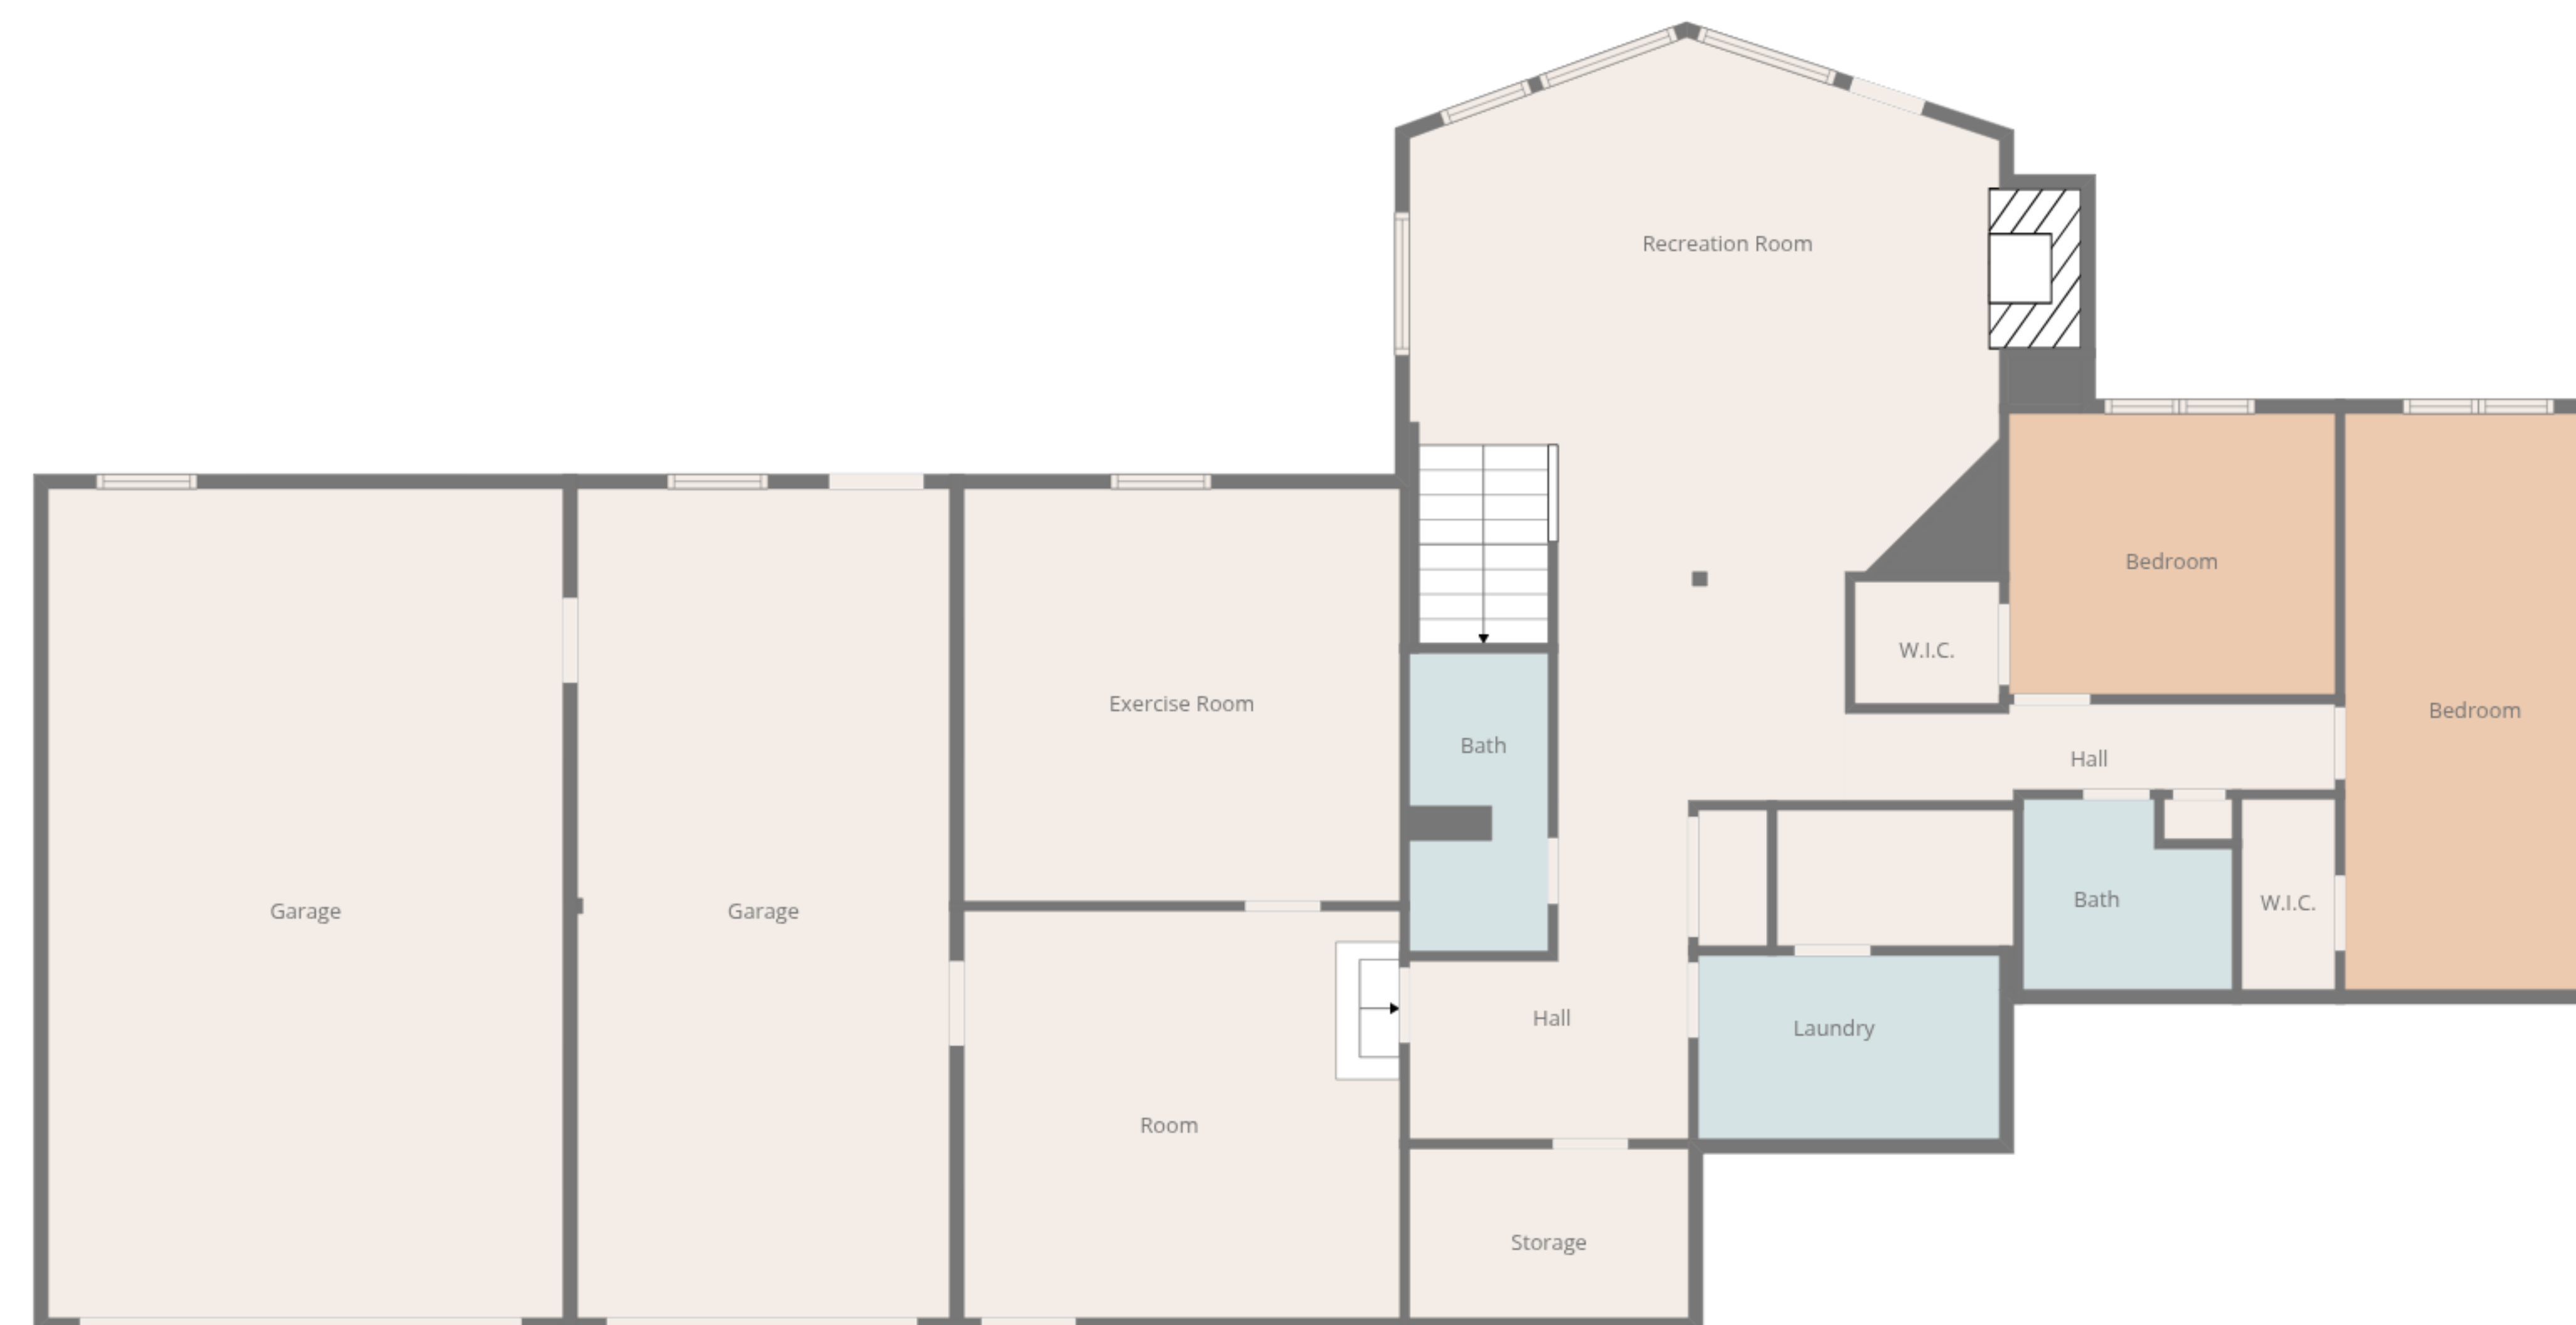 Recreation Room
Bedroom
W.I.C.
Exercise Room
Bedroom
Bath
Hall
Bath
W.I.C.
Garage
Garage
Hall
Laundry
Room
Storage